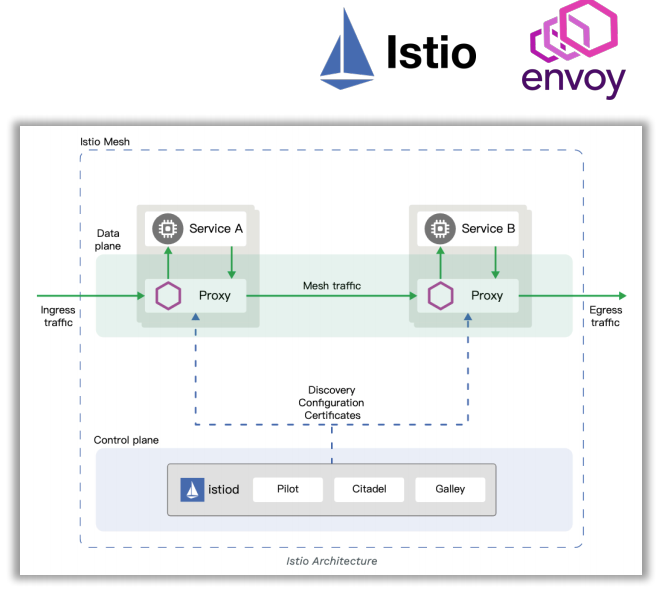 Istio
envoy
Istio Mesh
Data
plane
Service A
Service B
Proxy
Mesh traffic
Proxy
Ingress
traffic
Egress
traffic
Discovery
Configuration
Certificates
Control plane
istiod
Pilot
Citadel
Galley
Istio Architecture